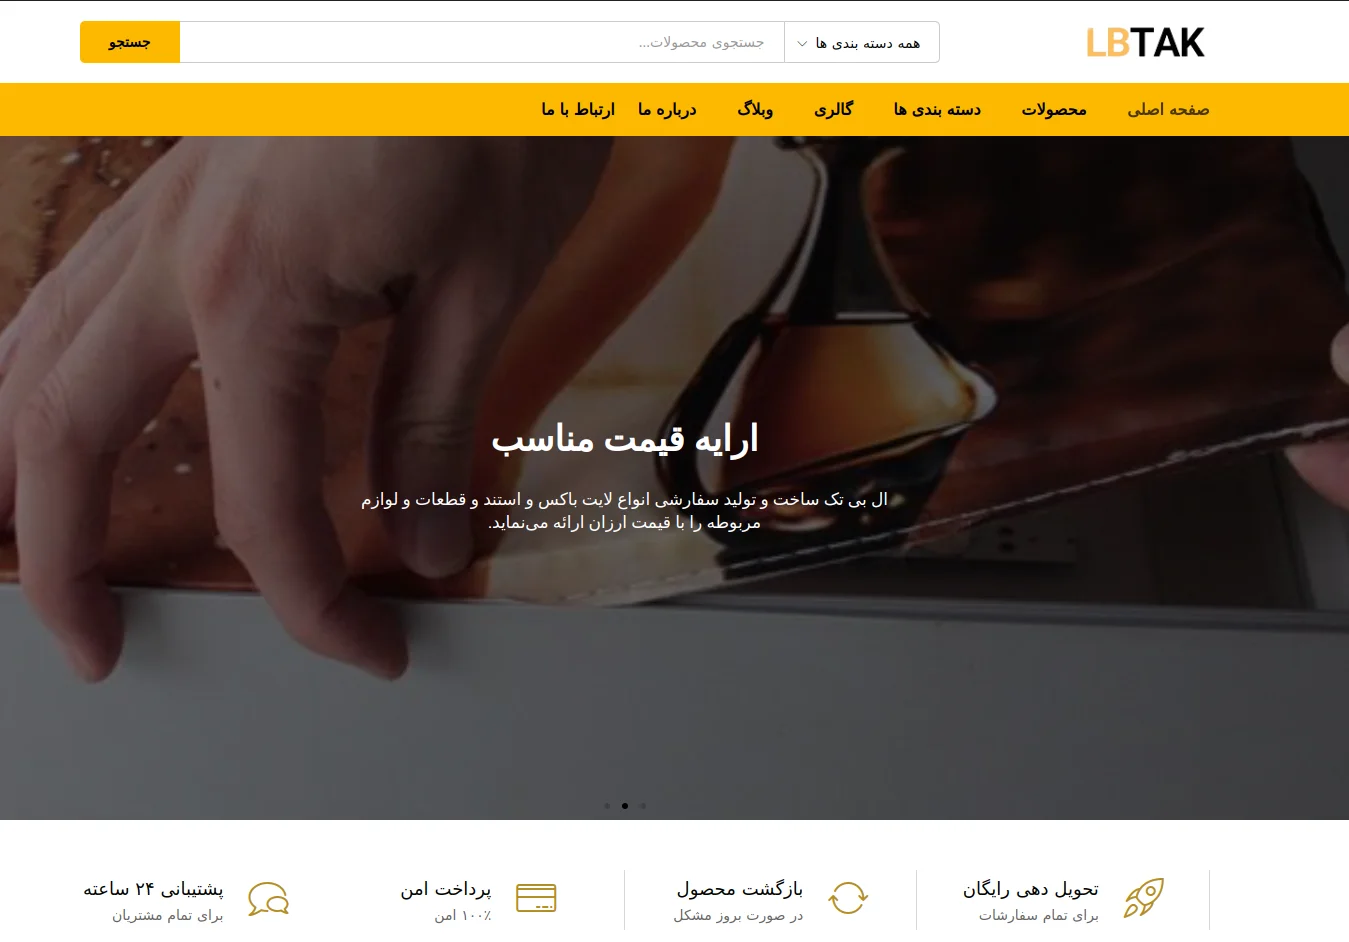 LBTAK
همه دسته بندی ها
جستجوی محصولات...
جستجو
صفحه اصلی
محصولات
دسته بندی ها
گالری
وبلاگ
درباره ما
ارتباط با ما
ارایه قیمت مناسب
ال بی تک ساخت و تولید سفارشی انواع لایت باکس و استند و قطعات و لوازم
مربوطه را با قیمت ارزان ارائه می‌نماید.
تحویل دهی رایگان
برای تمام سفارشات
بازگشت محصول
در صورت بروز مشکل
پرداخت امن
۱۰۰٪ امن
پشتیبانی ۲۴ ساعته
برای تمام مشتریان